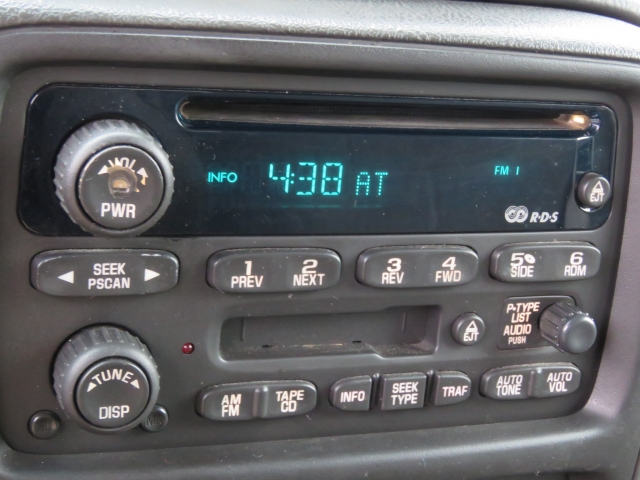 VOL
PWR
INFO 4:38 AT FM 1
EJT
R·D·S
SEEK
PSCAN
1 PREV
2 NEXT
3 REV
4 FWD
5 SIDE
6 RDM
P-TYPE
LIST
AUDIO
PUSH
EJT
TUNE
DISP
AM
FM
TAPE
CD
INFO
SEEK
TYPE
TRAF
AUTO
TONE
AUTO
VOL